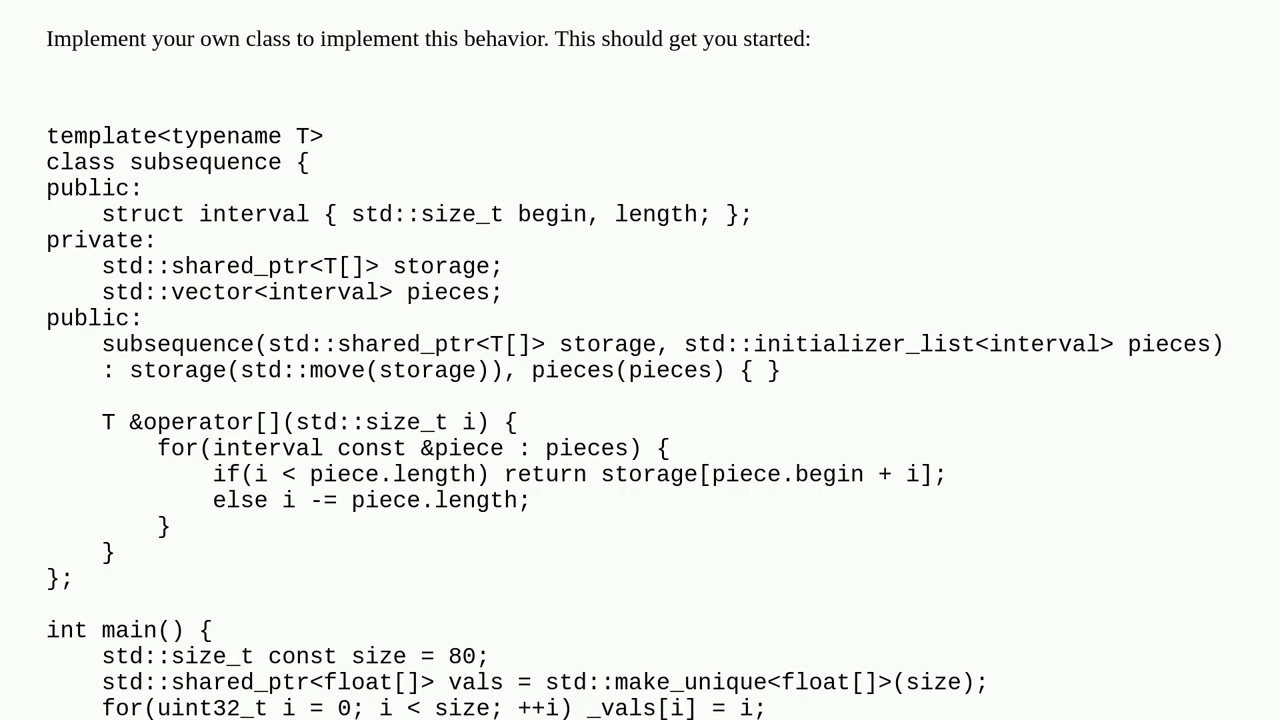 Implement your own class to implement this behavior. This should get you started:
template<typename T>
class subsequence {
public:
    struct interval { std::size_t begin, length; };
private:
    std::shared_ptr<T[]> storage;
    std::vector<interval> pieces;
public:
    subsequence(std::shared_ptr<T[]> storage, std::initializer_list<interval> pieces)
    : storage(std::move(storage)), pieces(pieces) { }
    T &operator[](std::size_t i) {
        for(interval const &piece : pieces) {
            if(i < piece.length) return storage[piece.begin + i];
            else i -= piece.length;
        }
    }
};
int main() {
    std::size_t const size = 80;
    std::shared_ptr<float[]> vals = std::make_unique<float[]>(size);
    for(uint32_t i = 0; i < size; ++i) _vals[i] = i;